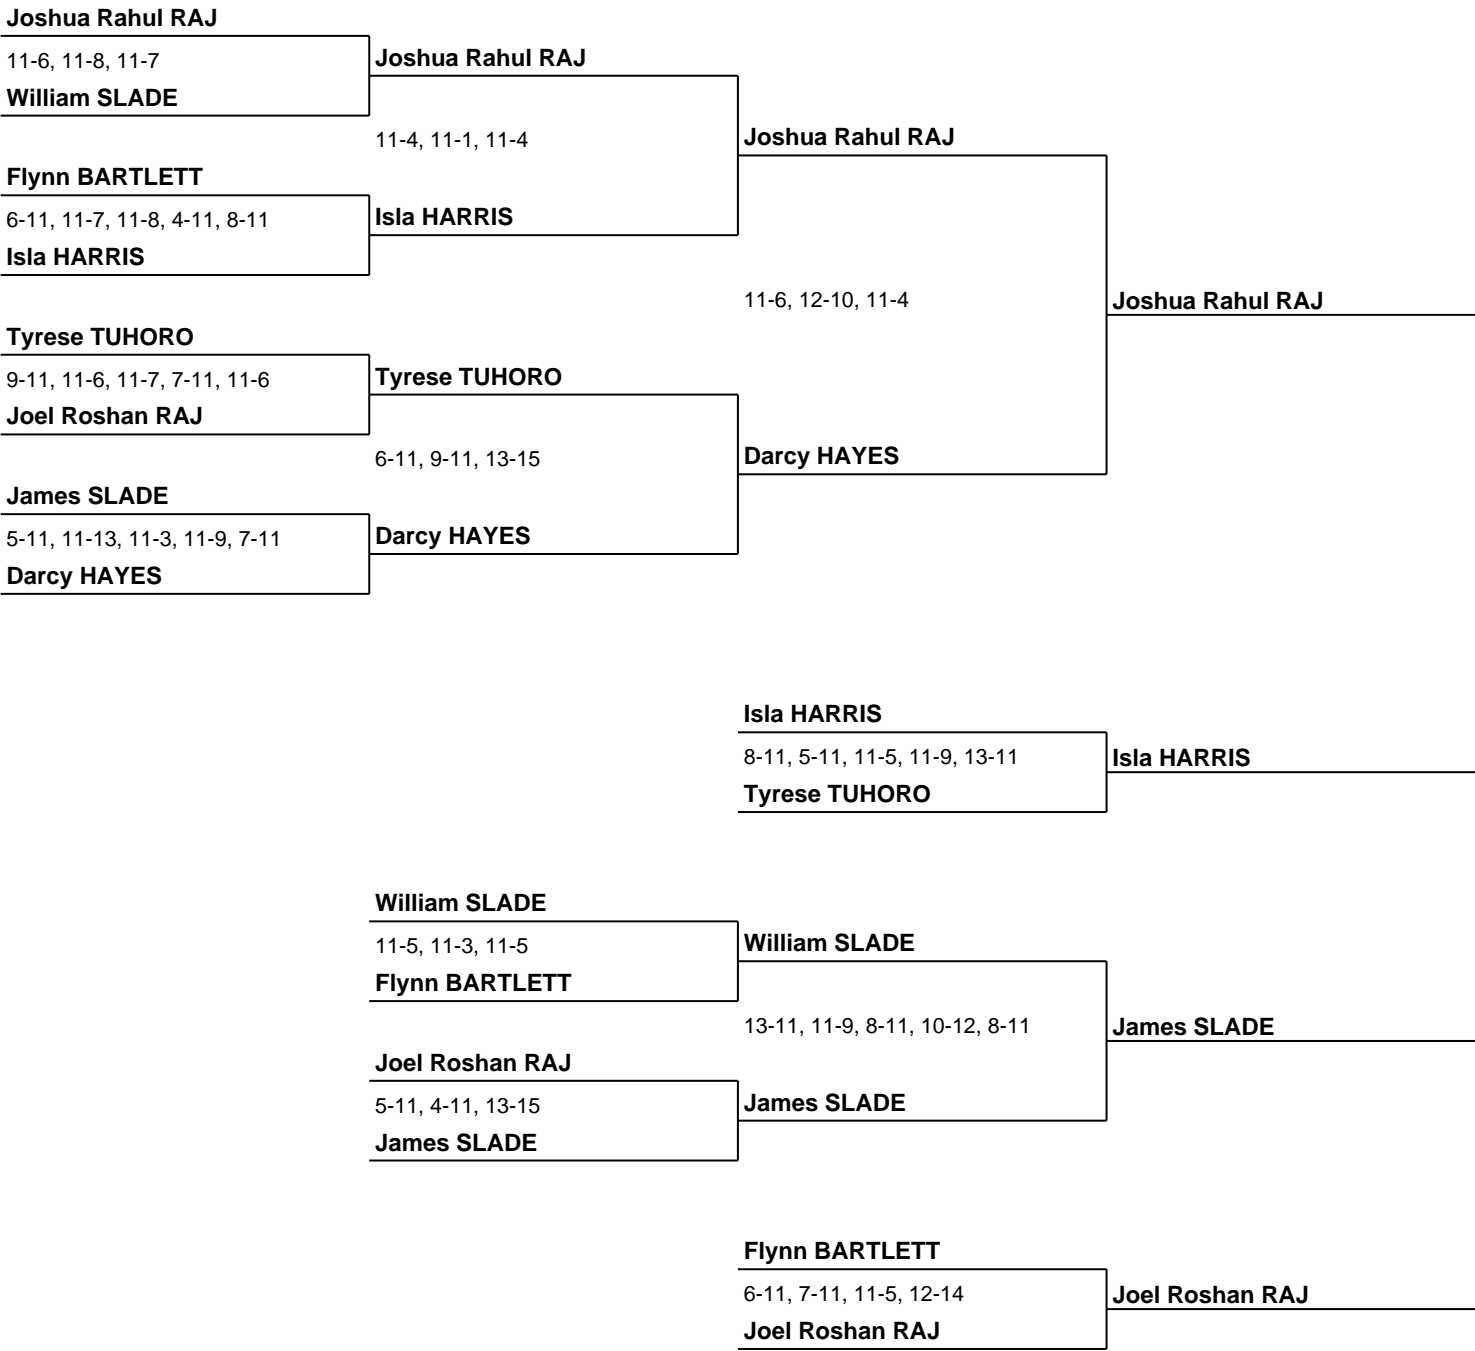 Joshua Rahul RAJ
11-6, 11-8, 11-7
William SLADE
Joshua Rahul RAJ
11-4, 11-1, 11-4
Flynn BARTLETT
6-11, 11-7, 11-8, 4-11, 8-11
Isla HARRIS
Isla HARRIS
Joshua Rahul RAJ
11-6, 12-10, 11-4
Joshua Rahul RAJ
Tyrese TUHORO
9-11, 11-6, 11-7, 7-11, 11-6
Joel Roshan RAJ
Tyrese TUHORO
6-11, 9-11, 13-15
James SLADE
5-11, 11-13, 11-3, 11-9, 7-11
Darcy HAYES
Darcy HAYES
Darcy HAYES
Isla HARRIS
8-11, 5-11, 11-5, 11-9, 13-11
Tyrese TUHORO
Isla HARRIS
William SLADE
11-5, 11-3, 11-5
Flynn BARTLETT
William SLADE
13-11, 11-9, 8-11, 10-12, 8-11
James SLADE
Joel Roshan RAJ
5-11, 4-11, 13-15
James SLADE
James SLADE
Flynn BARTLETT
6-11, 7-11, 11-5, 12-14
Joel Roshan RAJ
Joel Roshan RAJ